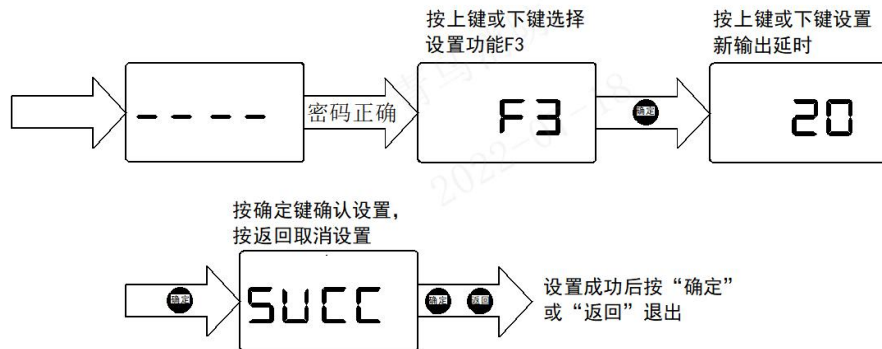 按上键或下键选择
设置功能F3
按上键或下键设置
新输出延时
----
密码正确
F3
确定
20
按确定键确认设置，
按返回取消设置
确定
SUCC
确定
返回
设置成功后按“确定”
或“返回”退出